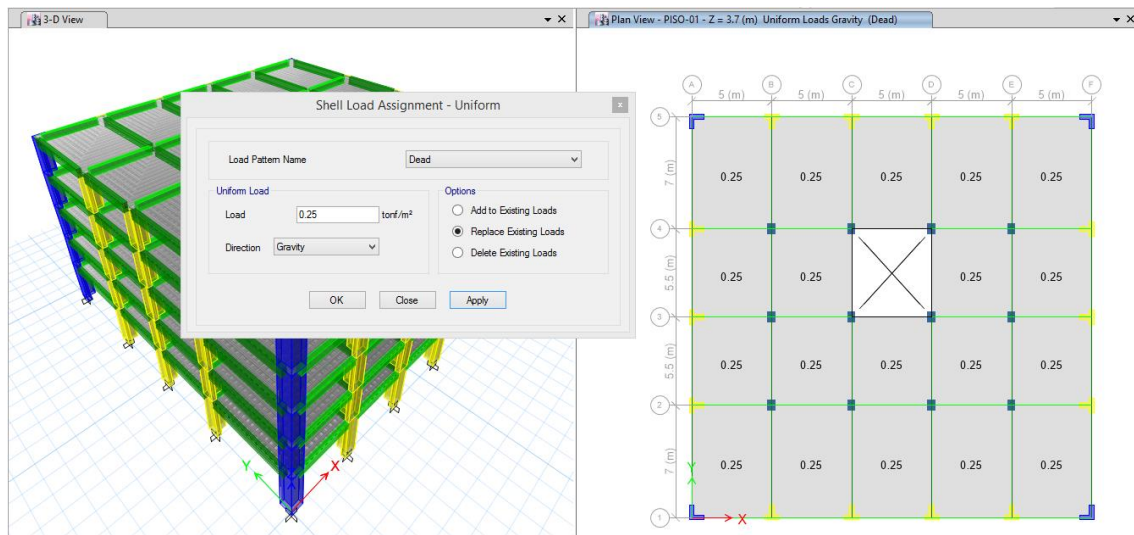 3-D View
Plan View - PISO-01 - Z = 3.7 (m) Uniform Loads Gravity (Dead)
Shell Load Assignment - Uniform
Load Pattern Name
Dead
Uniform Load
Load
0.25
tonf/m²
Direction
Gravity
Options
Add to Existing Loads
Replace Existing Loads
Delete Existing Loads
OK
Close
Apply
Y
X
A B C D E F
5 (m) 5 (m) 5 (m) 5 (m) 5 (m)
5
7 (m)
0.25 0.25 0.25 0.25 0.25
4
5.5 (m)
0.25 0.25 0.25 0.25
3
5.5 (m)
0.25 0.25 0.25 0.25 0.25
2
7 (m)
0.25 0.25 0.25 0.25 0.25
Y
1
X